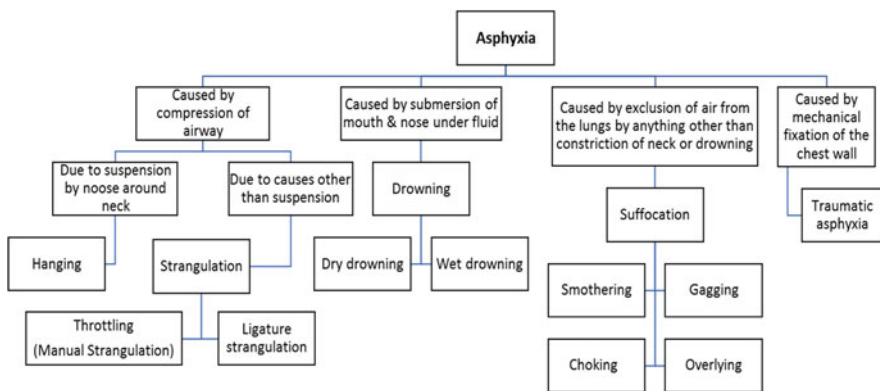 Asphyxia
Caused by
compression of
airway
Caused by submersion of
mouth & nose under fluid
Caused by exclusion of air from
the lungs by anything other than
constriction of neck or drowning
Caused by
mechanical
fixation of the
chest wall
Due to suspension
by noose around
neck
Due to causes other
than suspension
Drowning
Suffocation
Traumatic
asphyxia
Hanging
Strangulation
Dry drowning
Wet drowning
Smothering
Gagging
Throttling
(Manual Strangulation)
Ligature
strangulation
Choking
Overlying